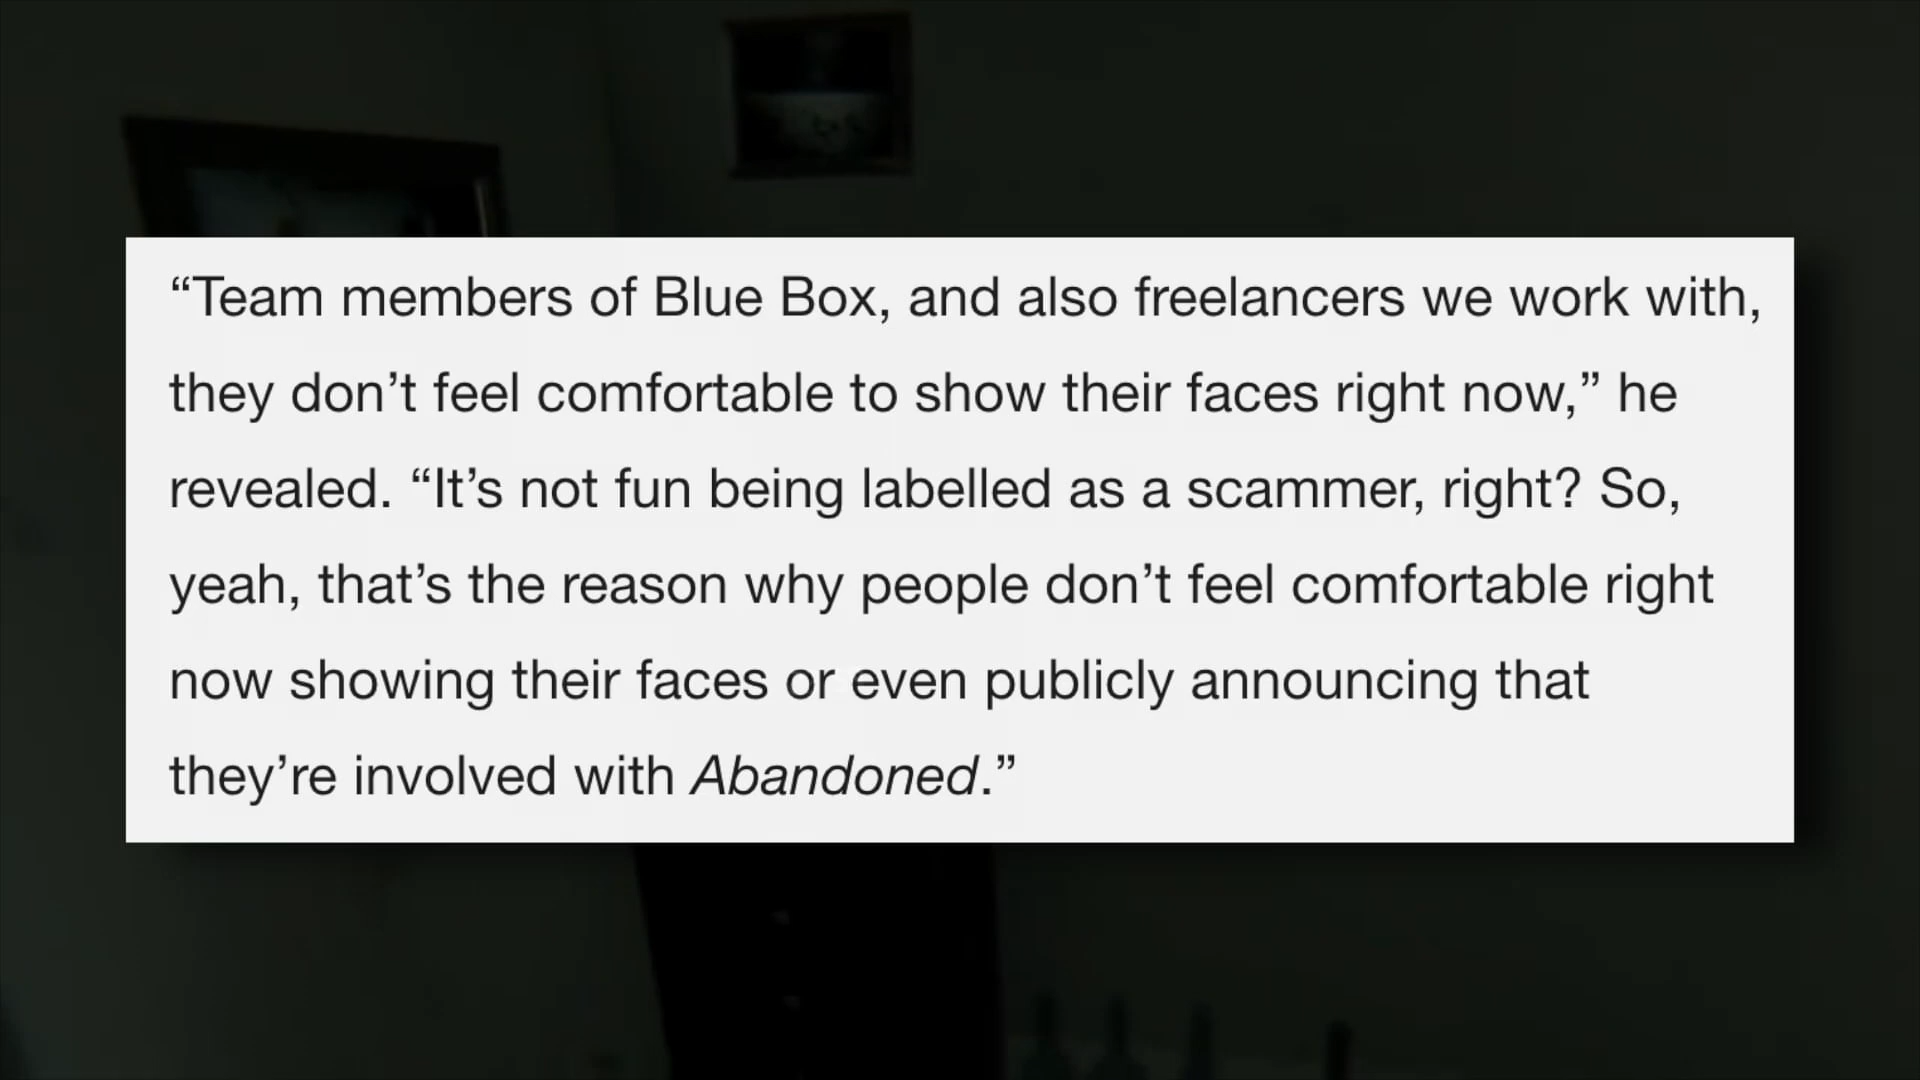 “Team members of Blue Box, and also freelancers we work with,
they don’t feel comfortable to show their faces right now,” he
revealed. “It’s not fun being labelled as a scammer, right? So,
yeah, that’s the reason why people don’t feel comfortable right
now showing their faces or even publicly announcing that
they’re involved with Abandoned.”